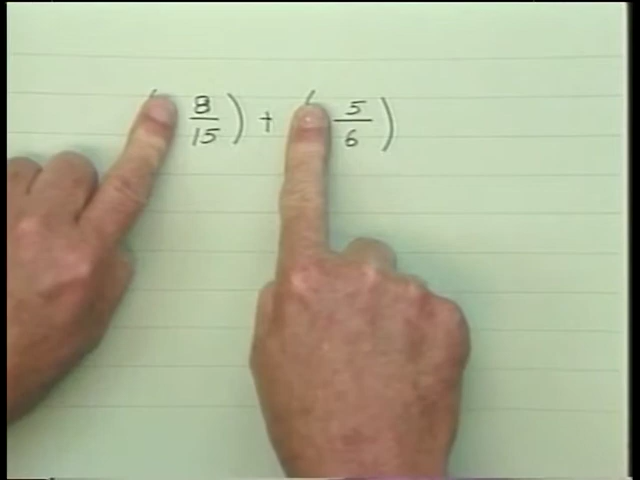 ( 8/15 ) + ( 5/6 )